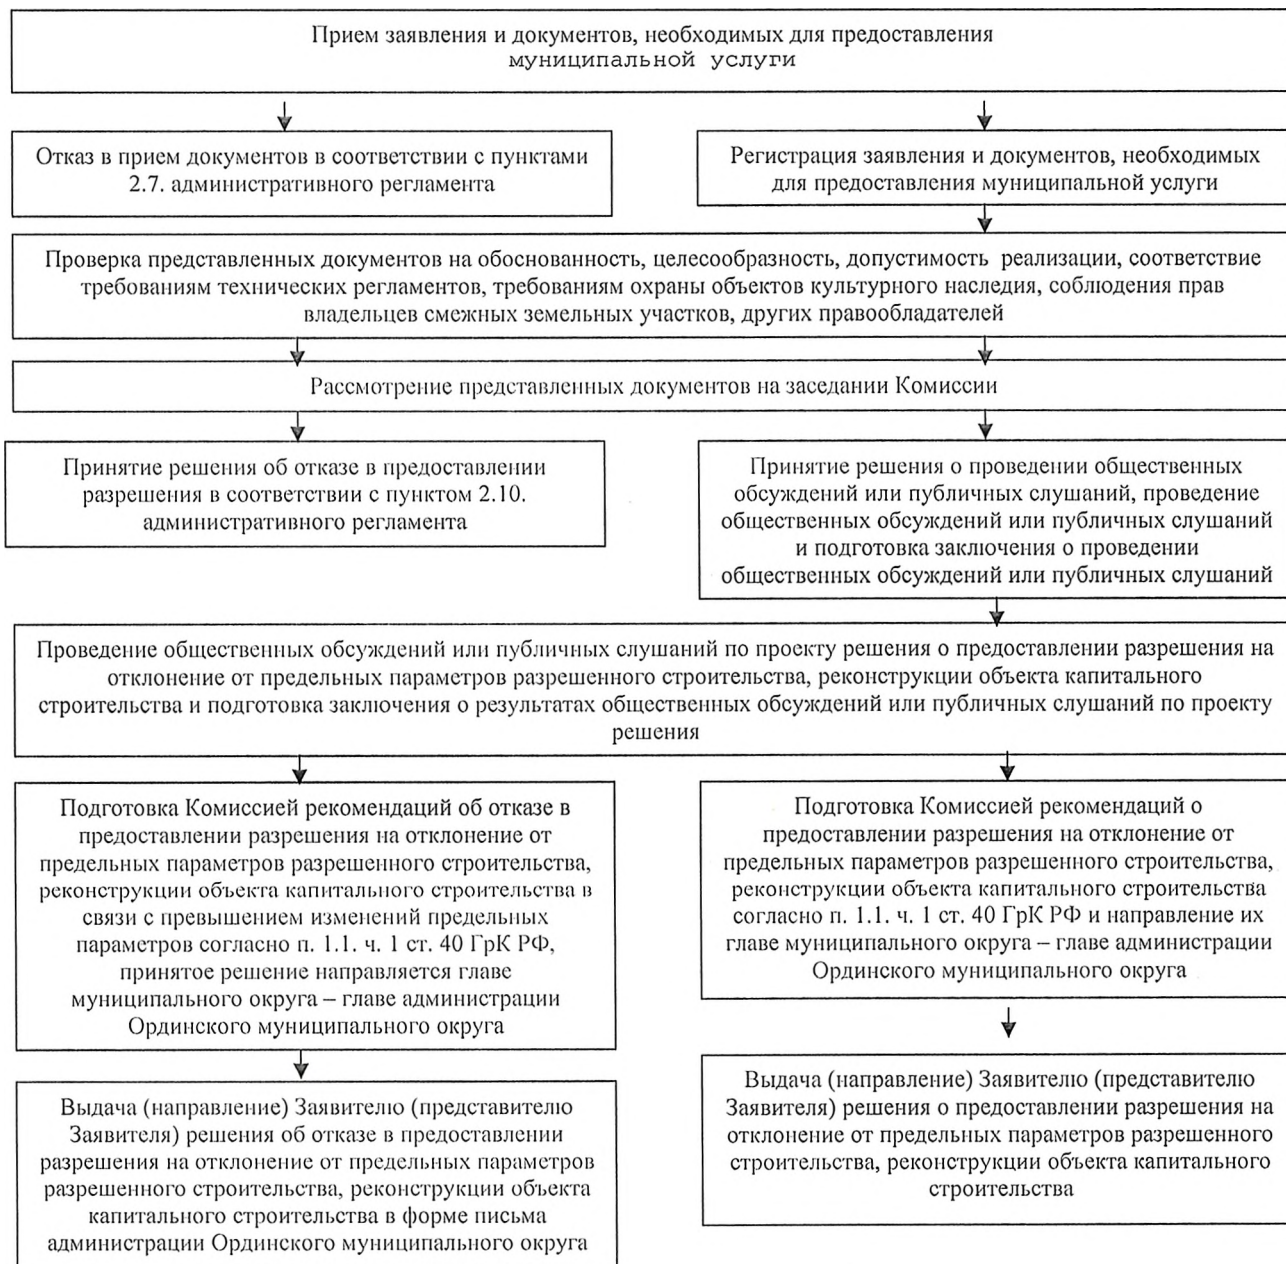 Прием заявления и документов, необходимых для предоставления
муниципальной услуги
Отказ в прием документов в соответствии с пунктами
2.7. административного регламента
Регистрация заявления и документов, необходимых
для предоставления муниципальной услуги
Проверка представленных документов на обоснованность, целесообразность, допустимость реализации, соответствие
требованиям технических регламентов, требованиям охраны объектов культурного наследия, соблюдения прав
владельцев смежных земельных участков, других правообладателей
Рассмотрение представленных документов на заседании Комиссии
Принятие решения об отказе в предоставлении
разрешения в соответствии с пунктом 2.10.
административного регламента
Принятие решения о проведении общественных
обсуждений или публичных слушаний, проведение
общественных обсуждений или публичных слушаний
и подготовка заключения о проведении
общественных обсуждений или публичных слушаний
Проведение общественных обсуждений или публичных слушаний по проекту решения о предоставлении разрешения на
отклонение от предельных параметров разрешенного строительства, реконструкции объекта капитального
строительства и подготовка заключения о результатах общественных обсуждений или публичных слушаний по проекту
решения
Подготовка Комиссией рекомендаций об отказе в
предоставлении разрешения на отклонение от
предельных параметров разрешенного строительства,
реконструкции объекта капитального строительства в
связи с превышением изменений предельных
параметров согласно п. 1.1. ч. 1 ст. 40 ГрК РФ,
принятое решение направляется главе
муниципального округа – главе администрации
Ординского муниципального округа
Подготовка Комиссией рекомендаций о
предоставлении разрешения на отклонение от
предельных параметров разрешенного строительства,
реконструкции объекта капитального строительства
согласно п. 1.1. ч. 1 ст. 40 ГрК РФ и направление их
главе муниципального округа – главе администрации
Ординского муниципального округа
Выдача (направление) Заявителю (представителю
Заявителя) решения об отказе в предоставлении
разрешения на отклонение от предельных параметров
разрешенного строительства, реконструкции объекта
капитального строительства в форме письма
администрации Ординского муниципального округа
Выдача (направление) Заявителю (представителю
Заявителя) решения о предоставлении разрешения на
отклонение от предельных параметров разрешенного
строительства, реконструкции объекта капитального
строительства